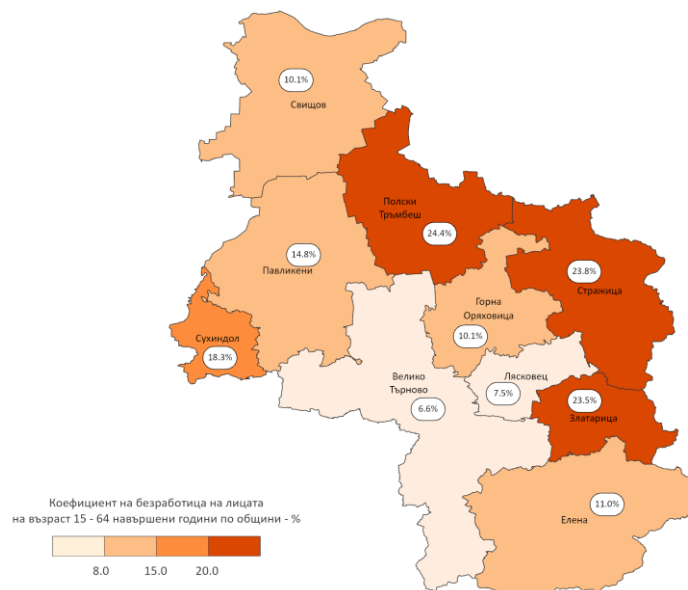 10.1%
Свищов
Полски
Тръмбеш
24.4%
14.8%
Павликени
23.8%
Стражица
Горна
Оряховица
10.1%
Сухиндол
18.3%
Велико
Търново
6.6%
Лясковец
7.5%
23.5%
Златарица
11.0%
Елена
Коефициент на безработица на лицата
на възраст 15 - 64 навършени години по общини - %
8.0 15.0 20.0